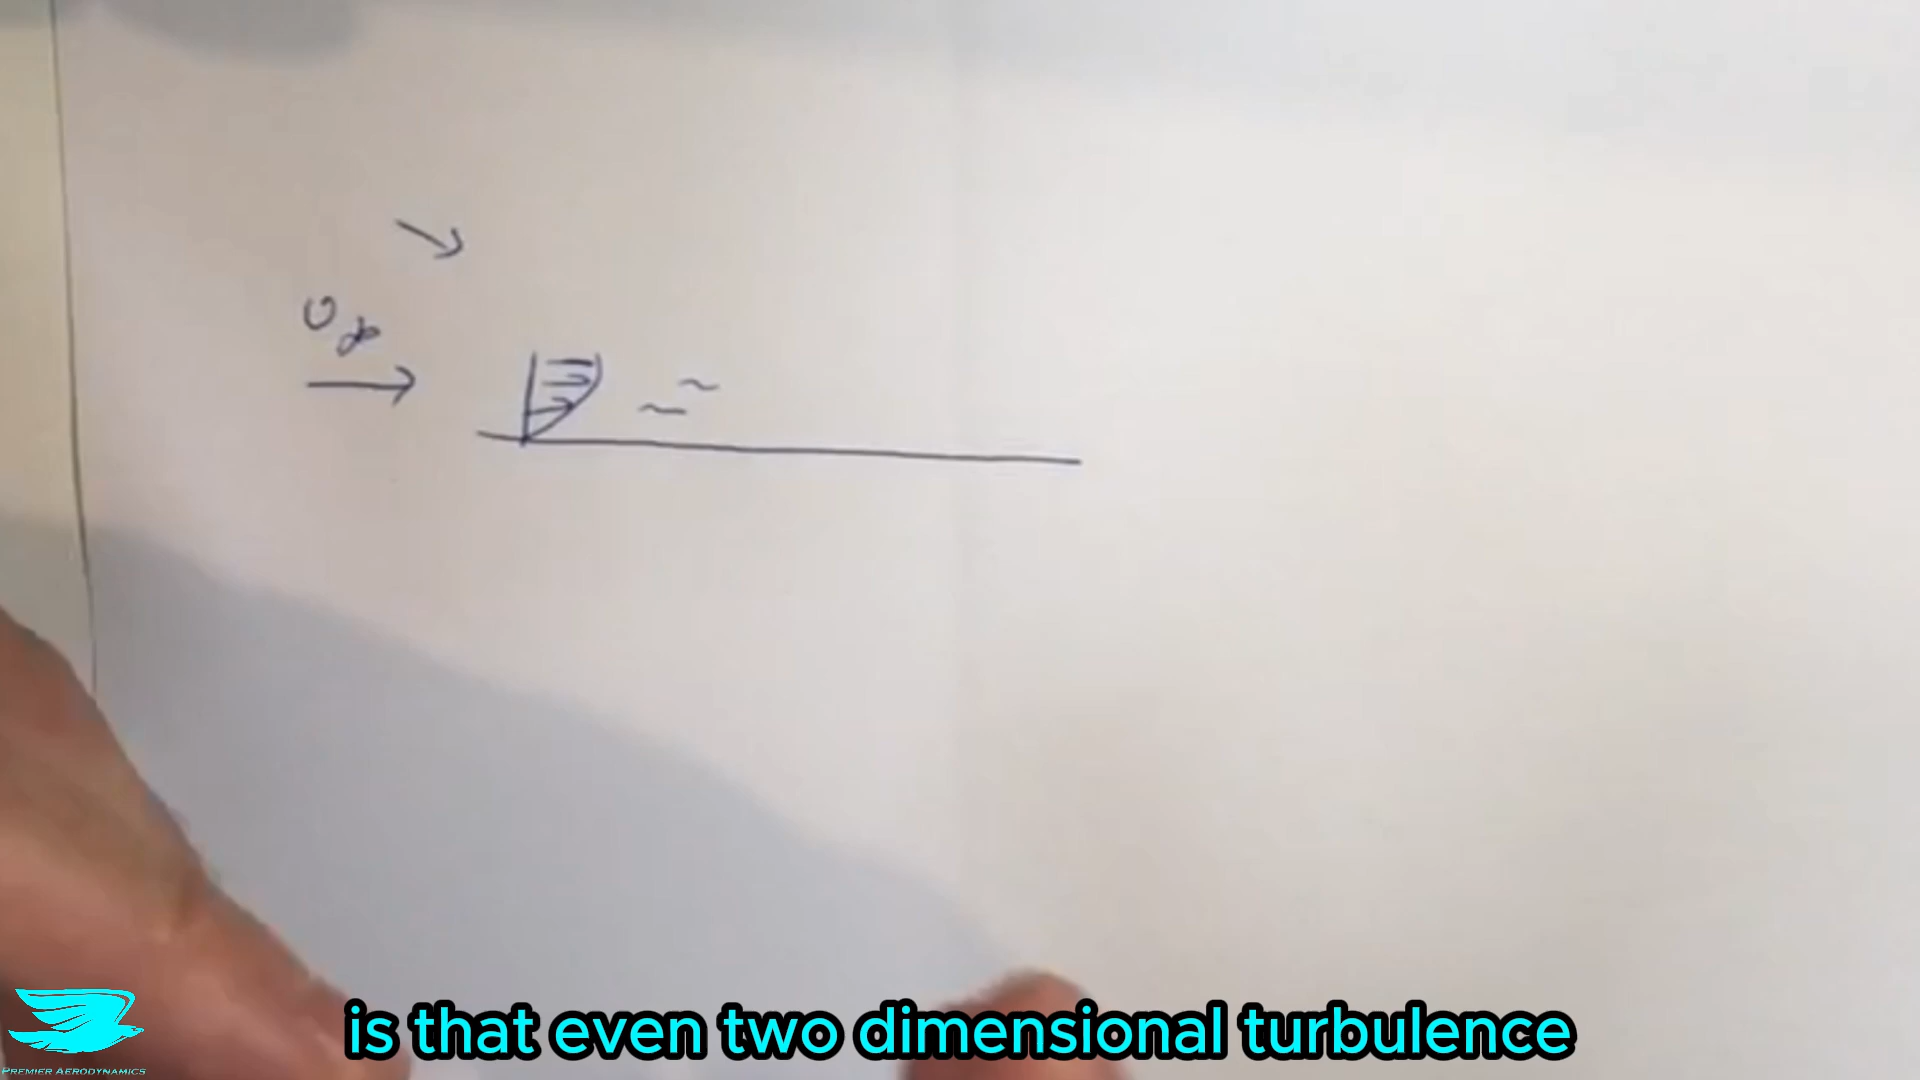 U∞
is that even two dimensional turbulence
PREMIER AERODYNAMICS